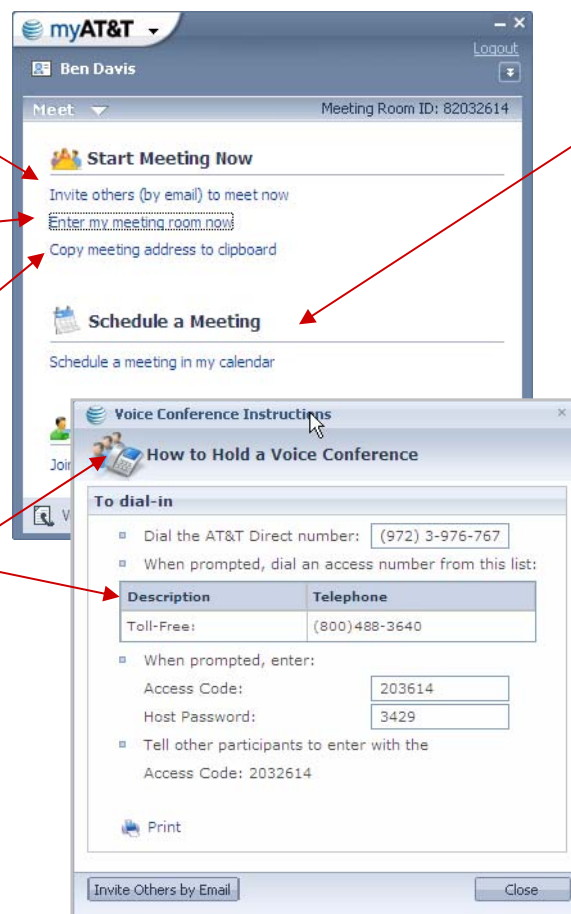 myAT&T
Logout
Ben Davis
Meet
Meeting Room ID: 82032614
Start Meeting Now
Invite others (by email) to meet now
Enter my meeting room now
Copy meeting address to clipboard
Schedule a Meeting
Schedule a meeting in my calendar
Voice Conference Instructions
How to Hold a Voice Conference
To dial-in
Dial the AT&T Direct number: (972) 3-976-767
When prompted, dial an access number from this list:
Description Telephone
Toll-Free: (800)488-3640
When prompted, enter:
Access Code: 203614
Host Password: 3429
Tell other participants to enter with the
Access Code: 2032614
Print
Invite Others by Email Close